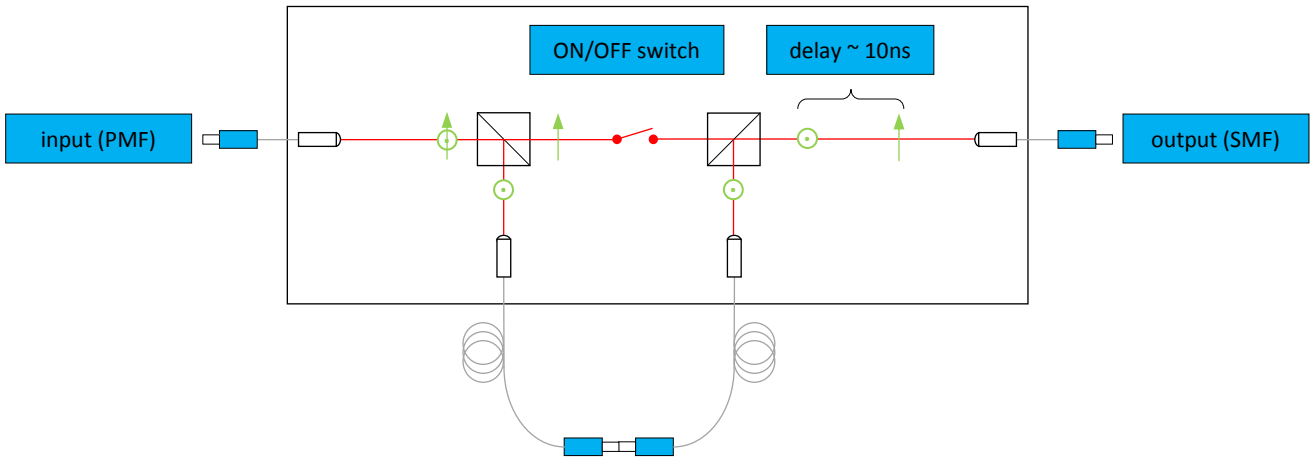 ON/OFF switch
delay ~ 10ns
input (PMF)
output (SMF)